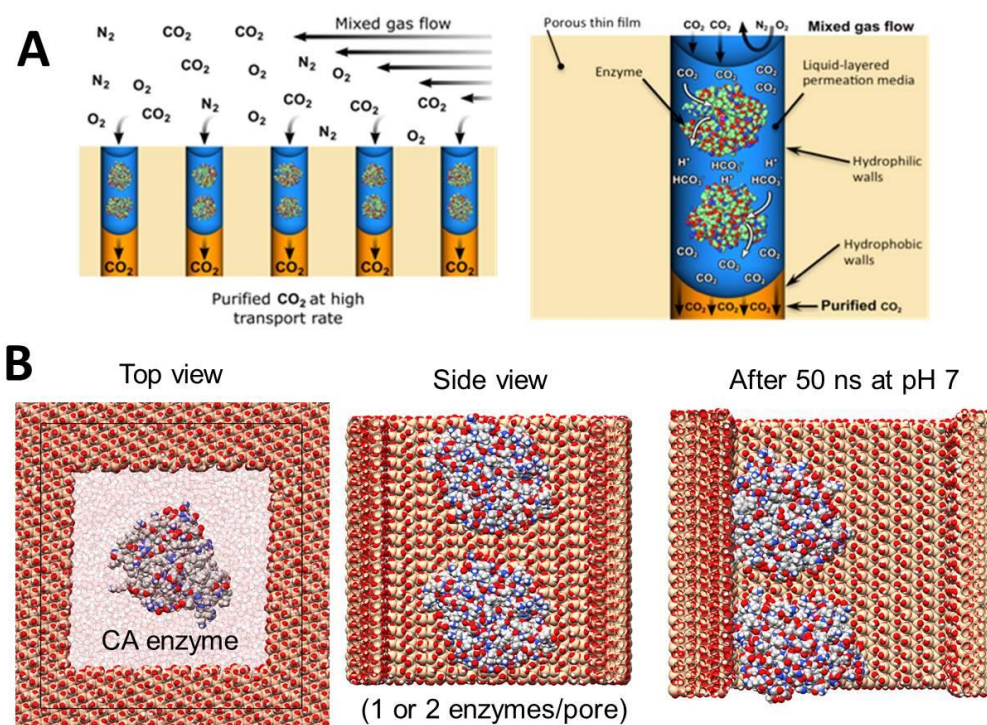 A
N₂ CO₂ CO₂ Mixed gas flow
N₂ CO₂ O₂ N₂ O₂
O₂ CO₂ N₂ CO₂ O₂ CO₂
N₂ O₂
CO₂ CO₂ CO₂ CO₂ CO₂
Purified CO₂ at high
transport rate
Porous thin film
CO₂ CO₂ N₂ O₂ Mixed gas flow
CO₂ CO₂ CO₂
CO₂
Enzyme
Liquid-layered
permeation media
H⁺ HCO₃⁻ H⁺
HCO₃⁻ H⁺ HCO₃⁻
Hydrophilic
walls
CO₂ CO₂ CO₂
CO₂ CO₂
Hydrophobic
walls
CO₂ CO₂ CO₂
Purified CO₂
B
Top view
CA enzyme
Side view
(1 or 2 enzymes/pore)
After 50 ns at pH 7